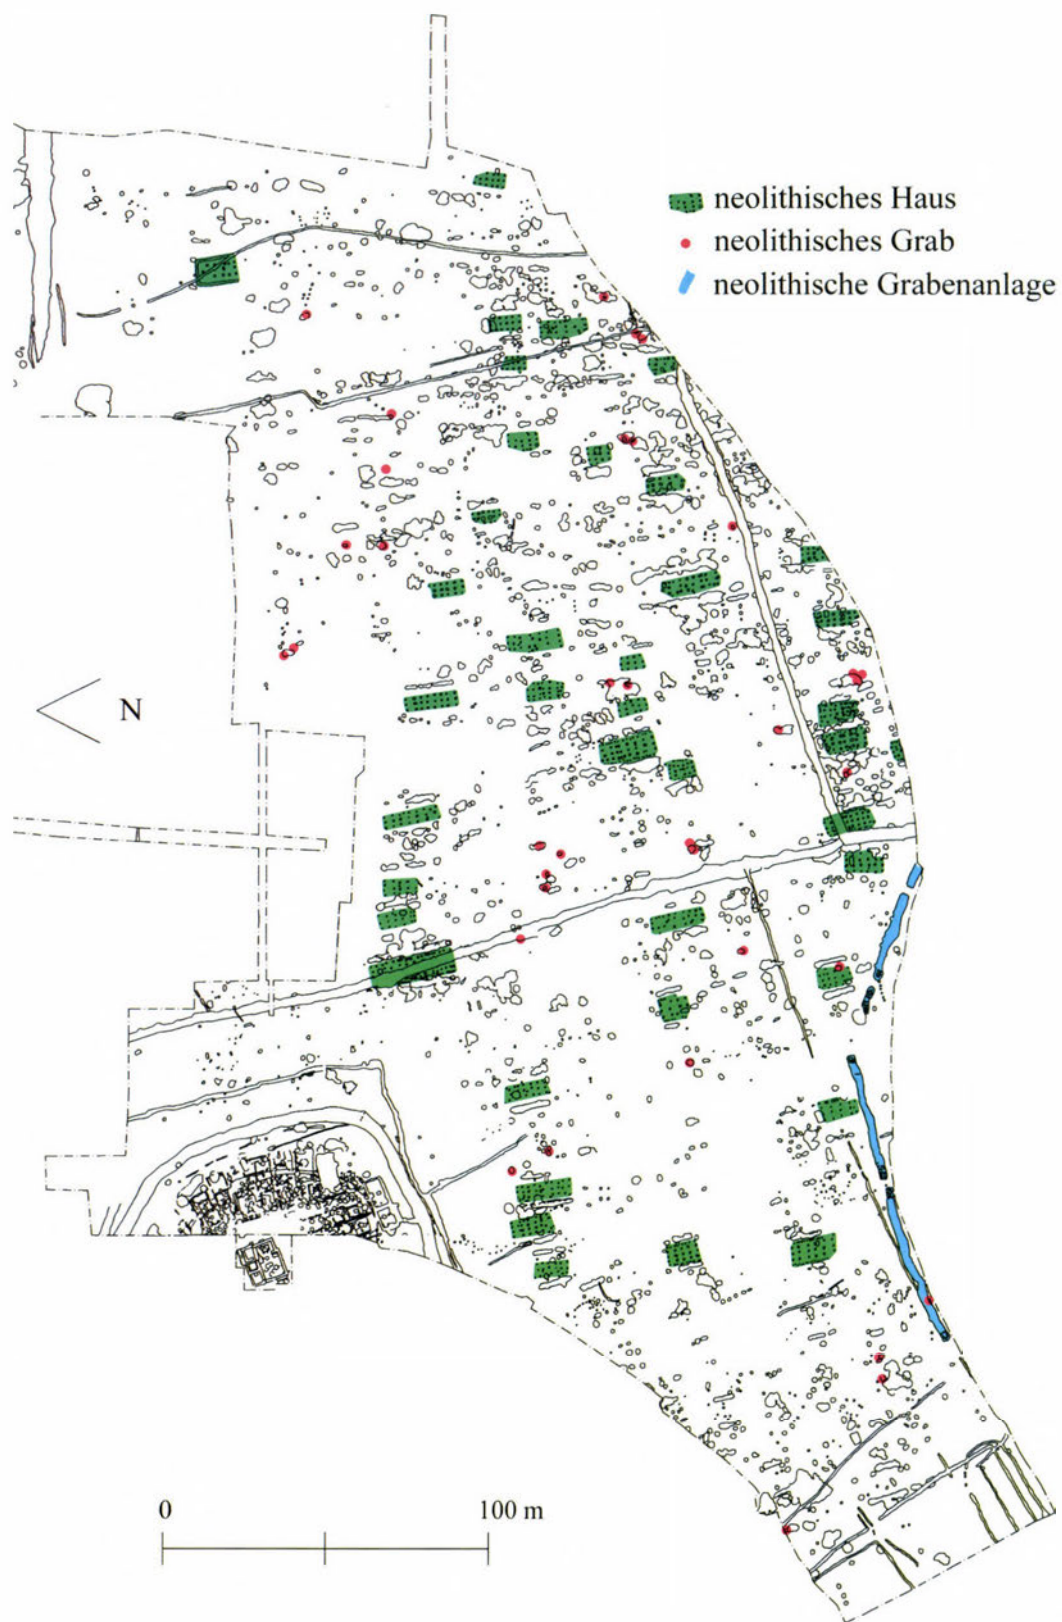 neolithisches Haus
neolithisches Grab
neolithische Grabenanlage
N
0 100 m